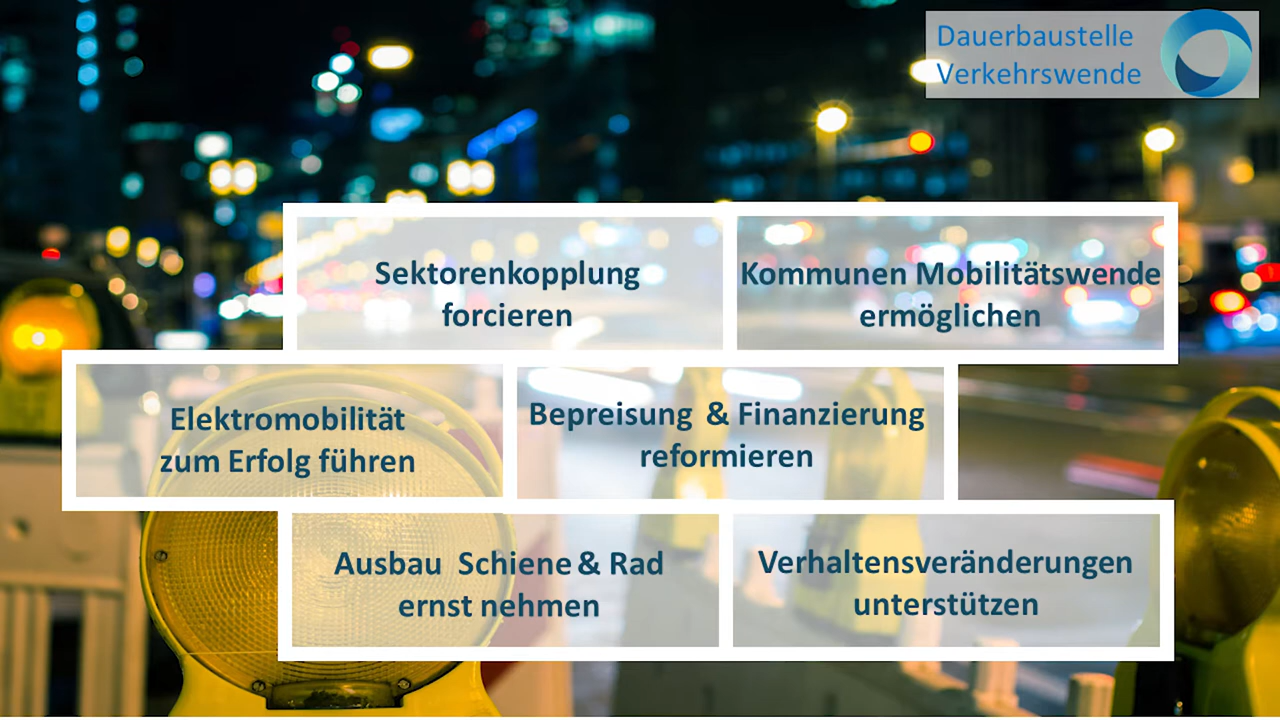 Dauerbaustelle
Verkehrswende
Sektorenkopplung
forcieren
Kommunen Mobilitätswende
ermöglichen
Elektromobilität
zum Erfolg führen
Bepreisung & Finanzierung
reformieren
Ausbau Schiene & Rad
ernst nehmen
Verhaltensveränderungen
unterstützen